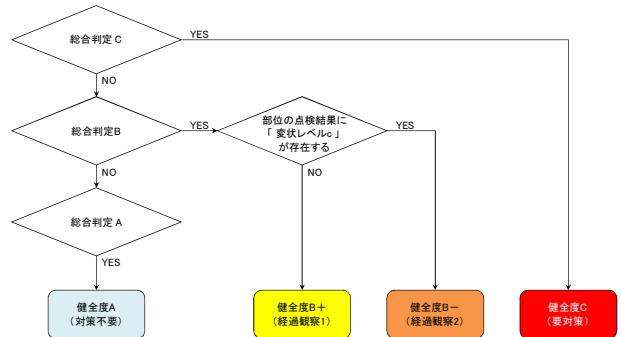 総合判定 C
YES
NO
総合判定B
YES
部位の点検結果に
「 変状レベルc 」
が存在する
YES
NO
NO
総合判定 A
YES
健全度A
（対策不要）
健全度B＋
（経過観察1）
健全度B－
（経過観察2）
健全度C
（要対策）